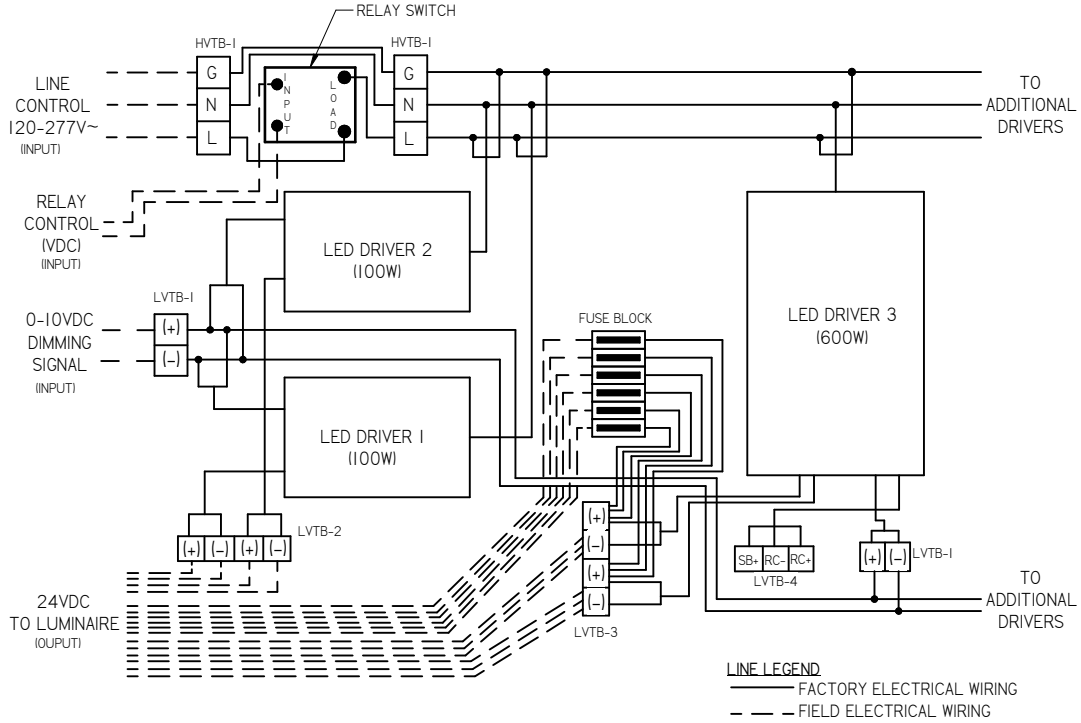 RELAY SWITCH
HVTB-1
HVTB-1
LINE
CONTROL
120-277V~
(INPUT)
G
N
L
INPUT
LOAD
G
N
L
TO
ADDITIONAL
DRIVERS
RELAY
CONTROL
(VDC)
(INPUT)
LED DRIVER 2
(100W)
LED DRIVER 3
(600W)
LVTB-1
0-10VDC
DIMMING
SIGNAL
(INPUT)
(+)
(-)
FUSE BLOCK
LED DRIVER 1
(100W)
LVTB-2
(+) (-) (+) (-)
(+)
(-)
(+)
(-)
LVTB-3
SB+ RC- RC+
LVTB-4
(+) (-)
LVTB-1
24VDC
TO LUMINAIRE
(OUPUT)
TO
ADDITIONAL
DRIVERS
LINE LEGEND
FACTORY ELECTRICAL WIRING
FIELD ELECTRICAL WIRING